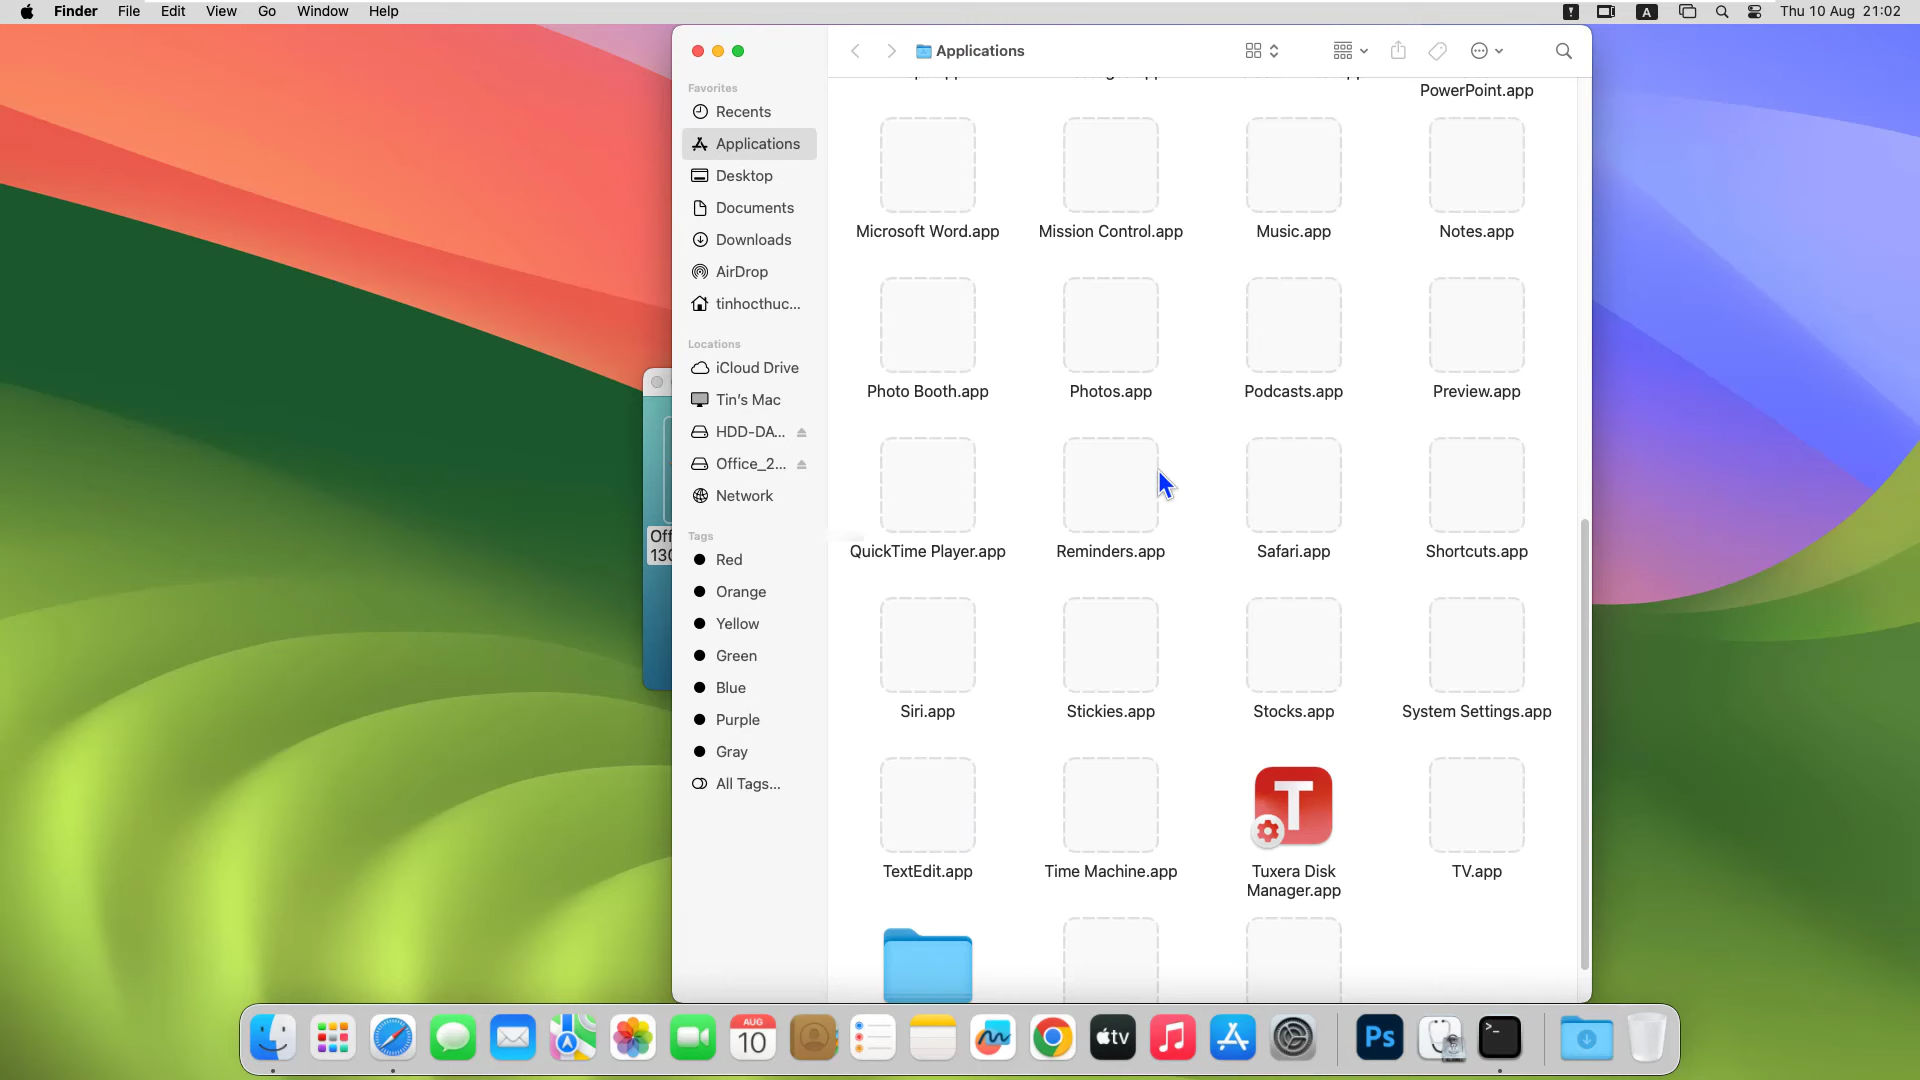 Finder File Edit View Go Window Help
A
Thu 10 Aug 21:02
Applications
Favorites
Recents
Applications
Desktop
Documents
Downloads
AirDrop
tinhocthuc...
Locations
iCloud Drive
Tin's Mac
HDD-DA...
Office_2...
Network
Tags
Red
Orange
Yellow
Green
Blue
Purple
Gray
All Tags...
Off
130
PowerPoint.app
Microsoft Word.app Mission Control.app Music.app Notes.app
Photo Booth.app Photos.app Podcasts.app Preview.app
QuickTime Player.app Reminders.app Safari.app Shortcuts.app
Siri.app Stickies.app Stocks.app System Settings.app
T
TextEdit.app Time Machine.app Tuxera Disk Manager.app TV.app
AUG
10
tv
Ps
>_